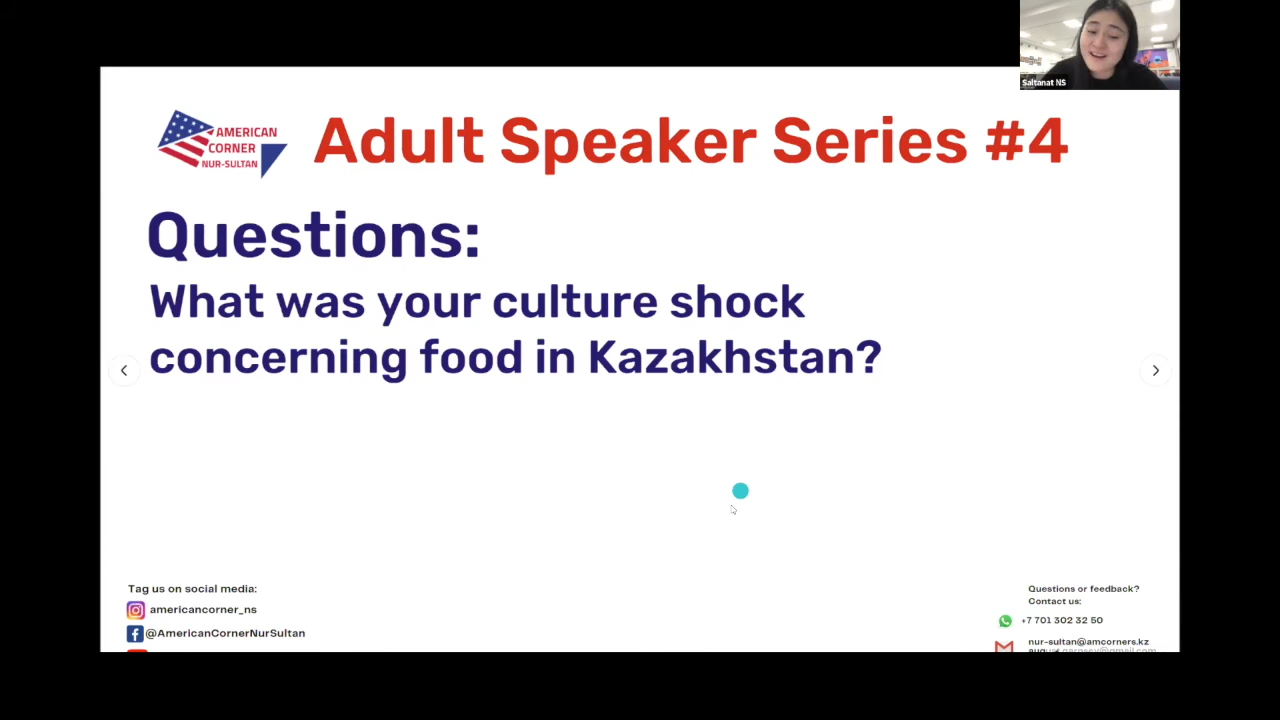 Saltanat NS
AMERICAN
CORNER
NUR-SULTAN
Adult Speaker Series #4
Questions:
What was your culture shock
concerning food in Kazakhstan?
Tag us on social media:
americancorner_ns
@AmericanCornerNurSultan
Questions or feedback?
Contact us:
+7 701 302 32 50
nur-sultan@amcorners.kz